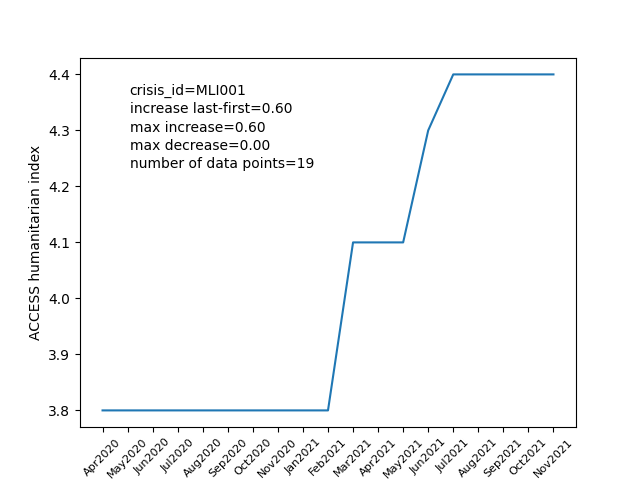 crisis_id=MLI001
increase last-first=0.60
max increase=0.60
max decrease=0.00
number of data points=19
ACCESS humanitarian index
4.4
4.3
4.2
4.1
4.0
3.9
3.8
Apr2020
May2020
Jun2020
Jul2020
Aug2020
Sep2020
Oct2020
Nov2020
Jan2021
Feb2021
Mar2021
Apr2021
May2021
Jun2021
Jul2021
Aug2021
Sep2021
Oct2021
Nov2021